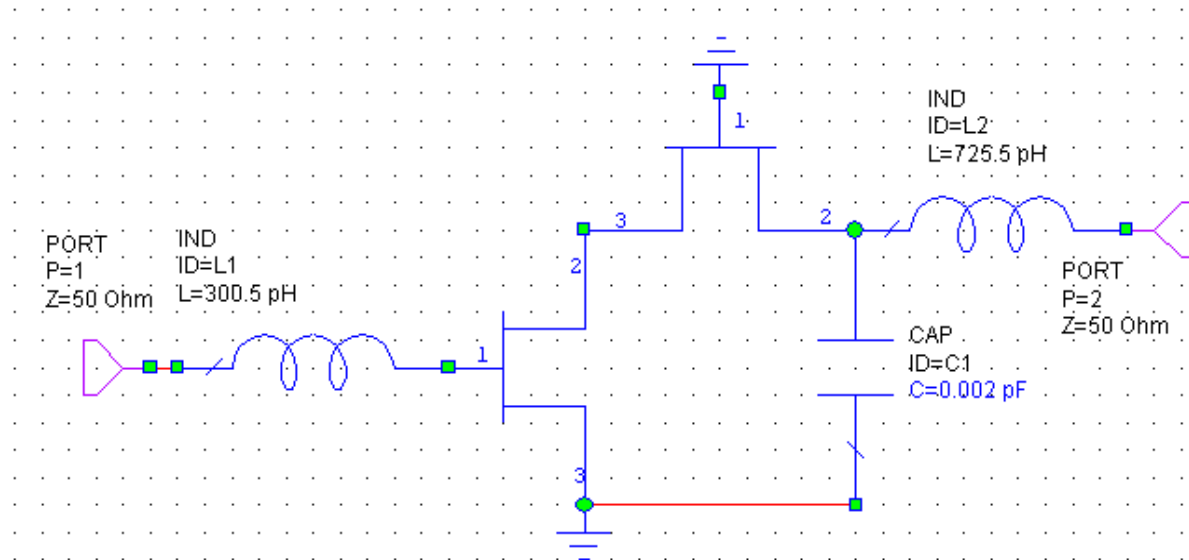 PORT
P=1
Z=50 Ohm
IND
ID=L1
L=300.5 pH
1
2
3
3
1
2
IND
ID=L2
L=725.5 pH
PORT
P=2
Z=50 Ohm
CAP
ID=C1
C=0.002 pF